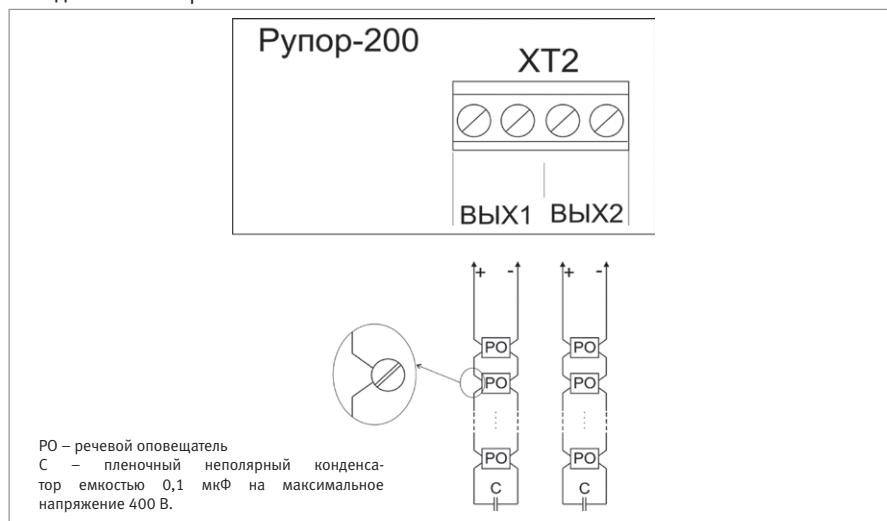 Рупор-200
XT2
ВЫХ1 ВЫХ2
+ - + -
РО РО
РО РО
РО РО
C C
РО – речевой оповещатель
С – пленочный неполярный конденса-
тор емкостью 0,1 мкФ на максимальное
напряжение 400 В.